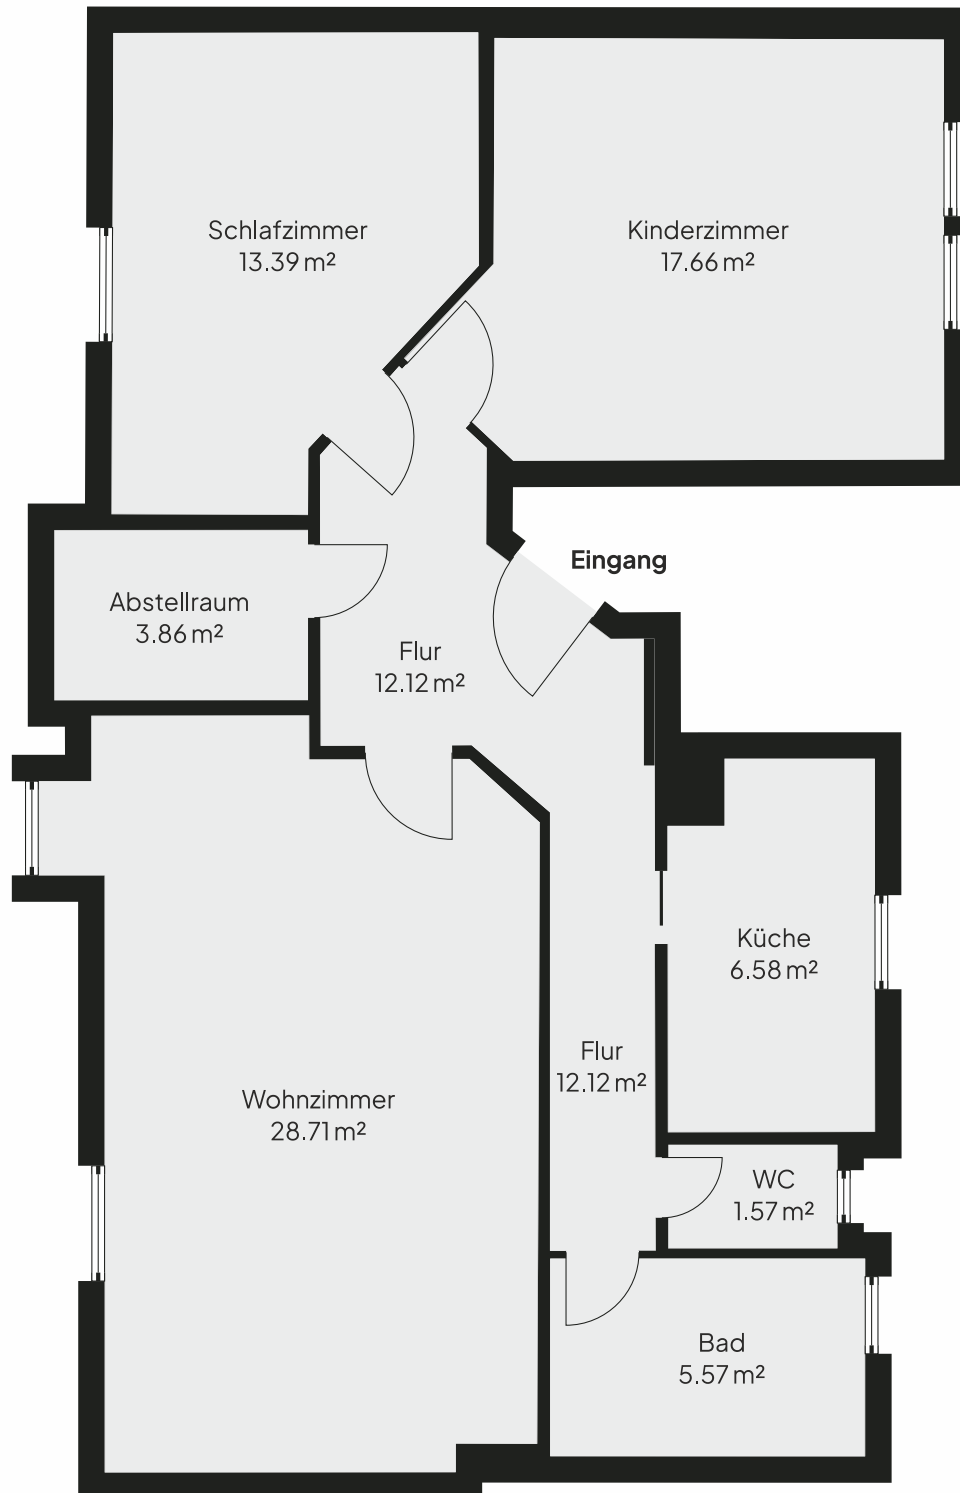 Schlafzimmer
13.39 m²
Kinderzimmer
17.66 m²
Eingang
Abstellraum
3.86 m²
Flur
12.12 m²
Küche
6.58 m²
Flur
12.12 m²
Wohnzimmer
28.71 m²
WC
1.57 m²
Bad
5.57 m²